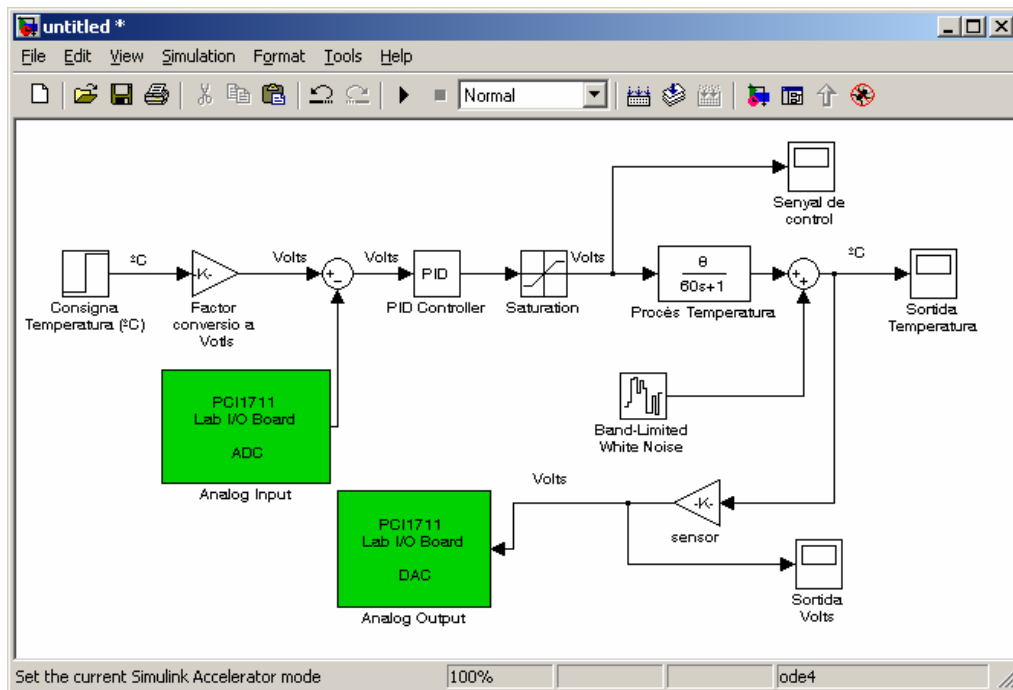 untitled *
File Edit View Simulation Format Tools Help
Normal
Senyal de
control
ºC
Volts
Volts
Volts
ºC
-K-
PID
8
60s+1
Consigna
Temperatura (ºC)
Factor
conversio a
Votls
PID Controller
Saturation
Procés Temperatura
Sortida
Temperatura
PCI1711
Lab I/O Board
ADC
Analog Input
Band-Limited
White Noise
Volts
-K-
sensor
PCI1711
Lab I/O Board
DAC
Analog Output
Sortida
Volts
Set the current Simulink Accelerator mode
100%
ode4